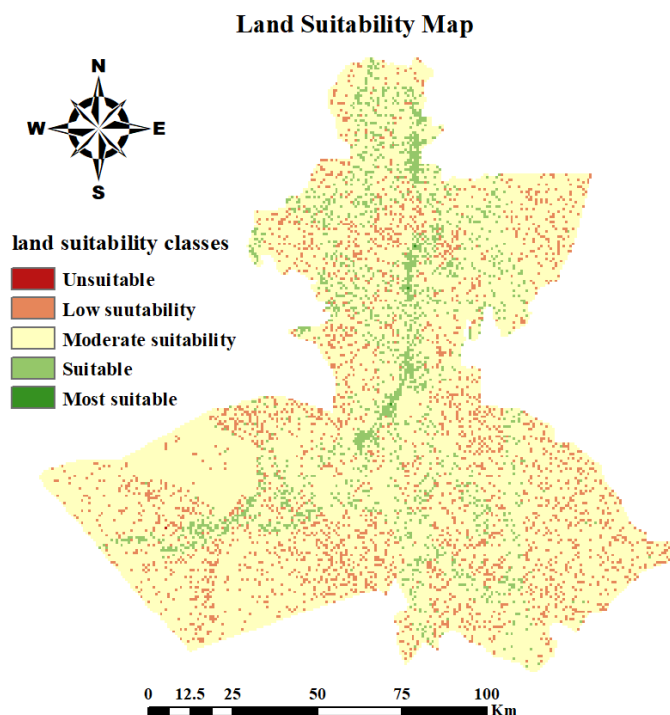 Land Suitability Map
N
W E
S
land suitability classes
Unsuitable
Low suutability
Moderate suitability
Suitable
Most suitable
0 12.5 25 50 75 100
Km